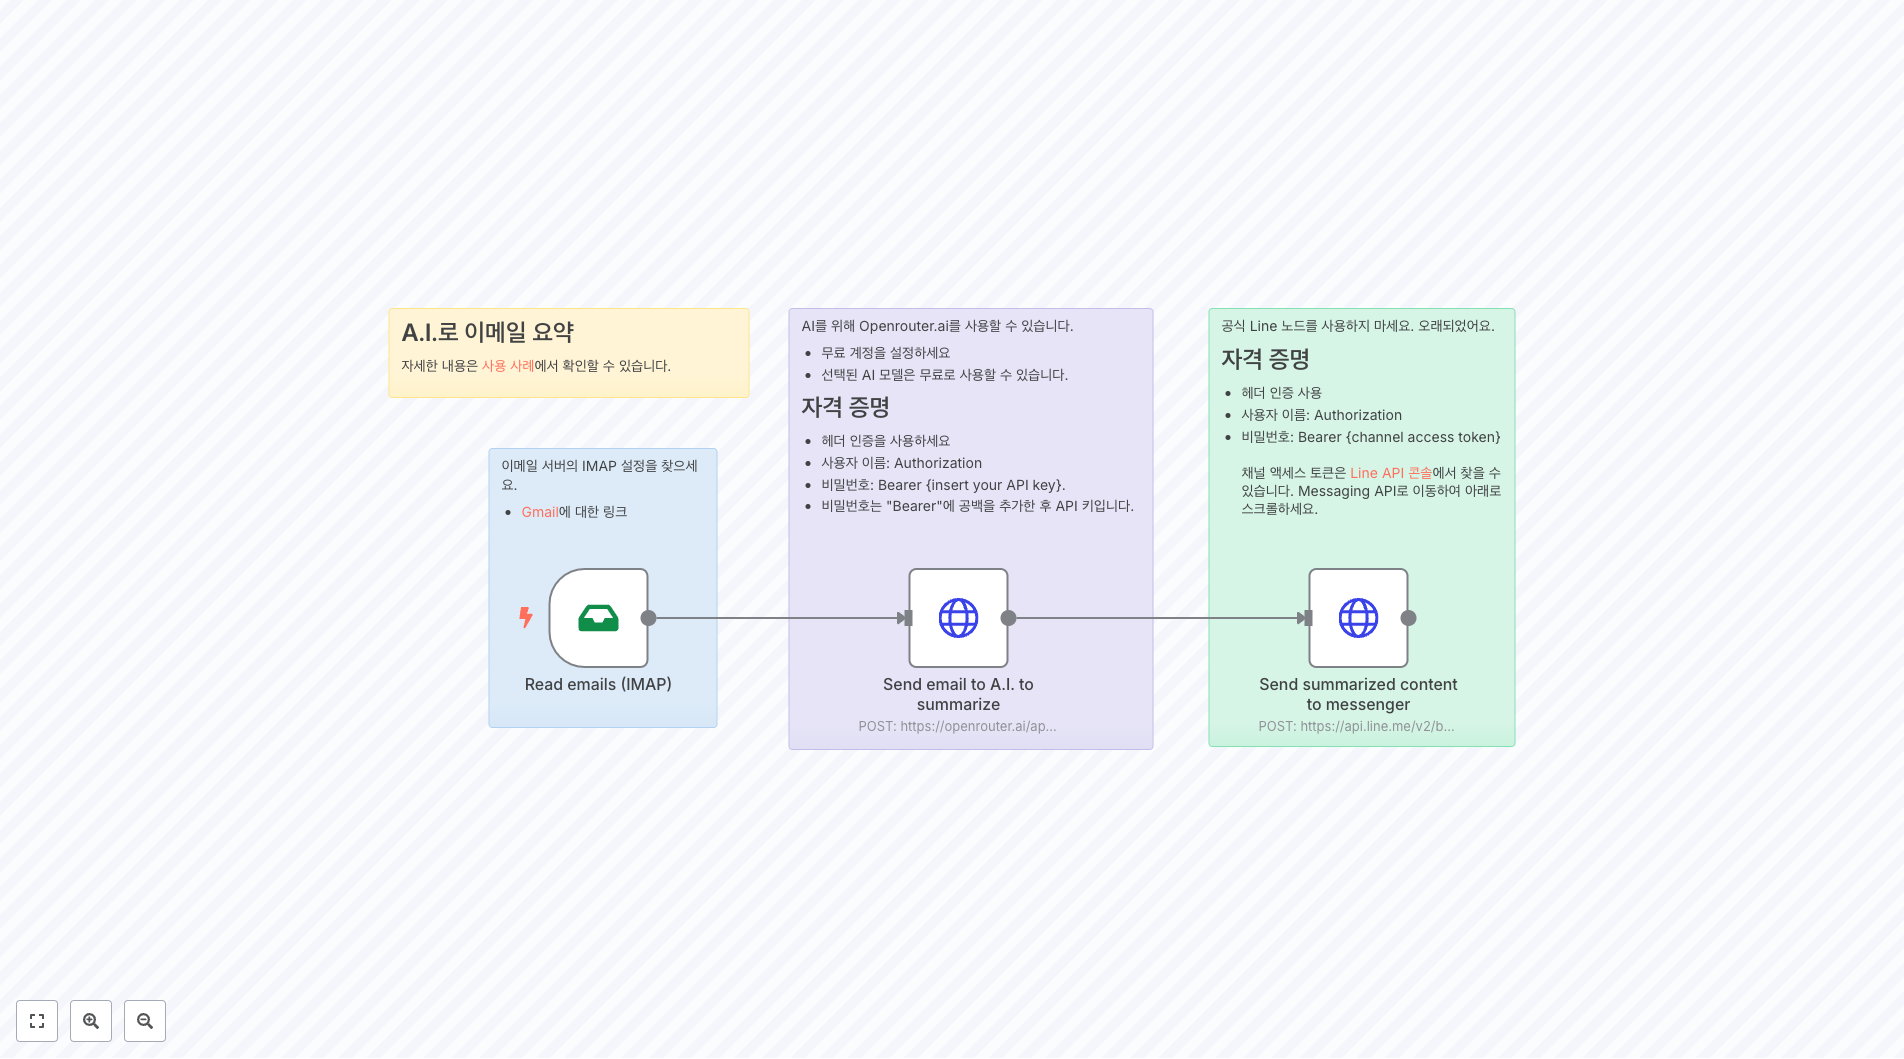 A.I.로 이메일 요약
자세한 내용은 사용 사례에서 확인할 수 있습니다.
이메일 서버의 IMAP 설정을 찾으세
요.
• Gmail에 대한 링크
Read emails (IMAP)
AI를 위해 Openrouter.ai를 사용할 수 있습니다.
• 무료 계정을 설정하세요
• 선택된 AI 모델은 무료로 사용할 수 있습니다.
자격 증명
• 헤더 인증을 사용하세요
• 사용자 이름: Authorization
• 비밀번호: Bearer {insert your API key}.
• 비밀번호는 "Bearer"에 공백을 추가한 후 API 키입니다.
Send email to A.I. to
summarize
POST: https://openrouter.ai/ap...
공식 Line 노드를 사용하지 마세요. 오래되었어요.
자격 증명
• 헤더 인증 사용
• 사용자 이름: Authorization
• 비밀번호: Bearer {channel access token}
채널 액세스 토큰은 Line API 콘솔에서 찾을 수
있습니다. Messaging API로 이동하여 아래로
스크롤하세요.
Send summarized content
to messenger
POST: https://api.line.me/v2/b...